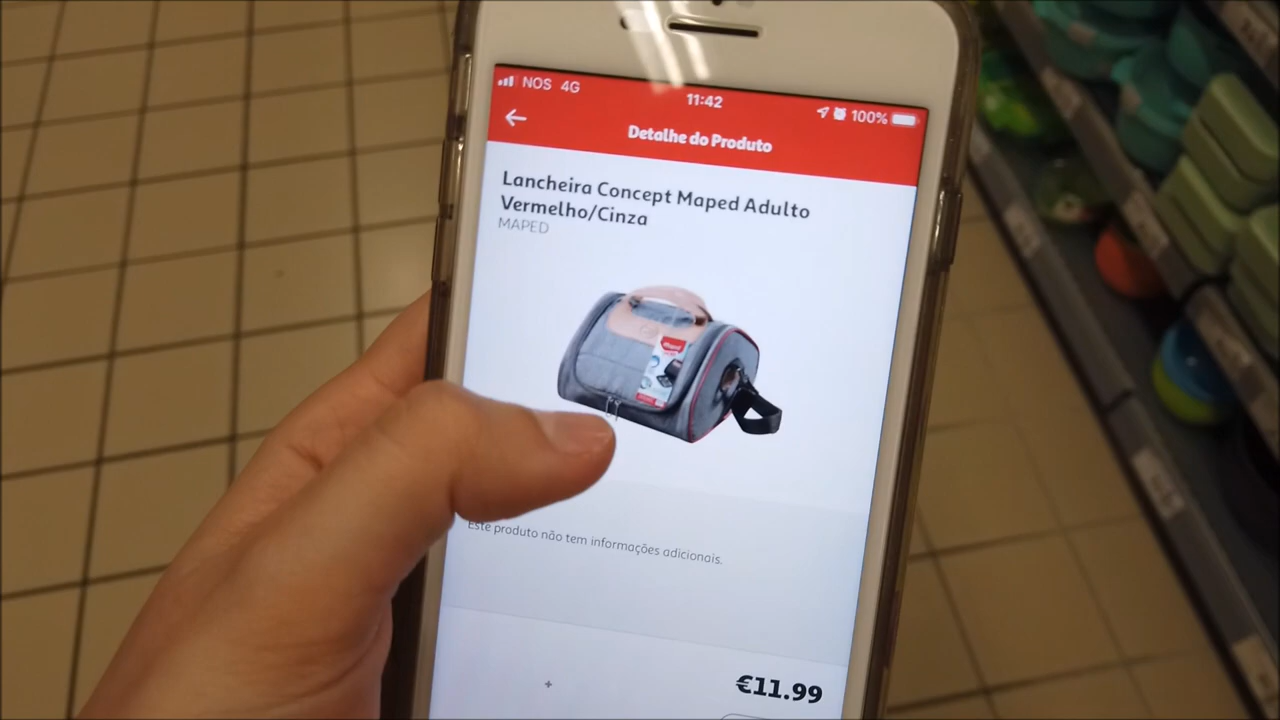 NOS 4G
11:42
100%
Detalhe do Produto
Lancheira Concept Maped Adulto
Vermelho/Cinza
MAPED
Este produto não tem informações adicionais.
+
€11.99